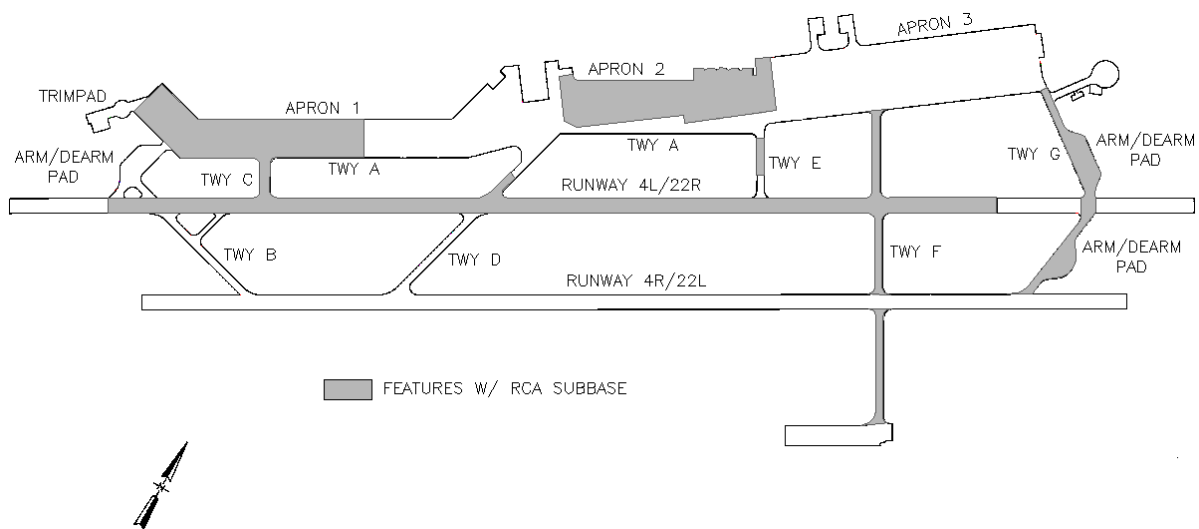 APRON 3
APRON 2
TRIMPAD
APRON 1
ARM/DEARM
PAD
TWY C
TWY A
TWY A
TWY E
TWY G
ARM/DEARM
PAD
RUNWAY 4L/22R
TWY B
TWY D
TWY F
ARM/DEARM
PAD
RUNWAY 4R/22L
FEATURES W/ RCA SUBBASE